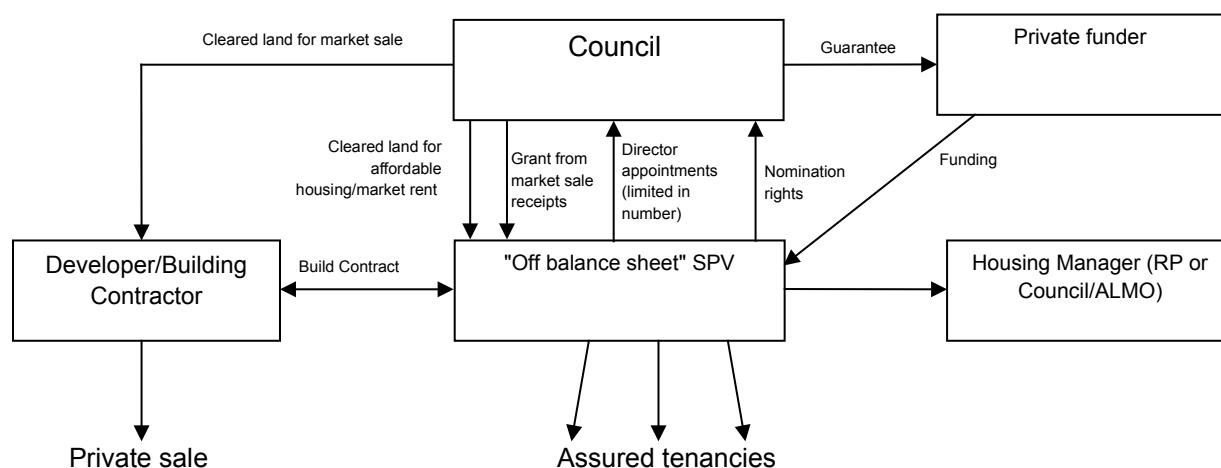 Cleared land for market sale
Council
Guarantee
Private funder
Cleared land for
affordable
housing/market rent
Grant from
market sale
receipts
Director
appointments
(limited in
number)
Nomination
rights
Funding
Developer/Building
Contractor
Build Contract
"Off balance sheet" SPV
Housing Manager (RP or
Council/ALMO)
Private sale
Assured tenancies